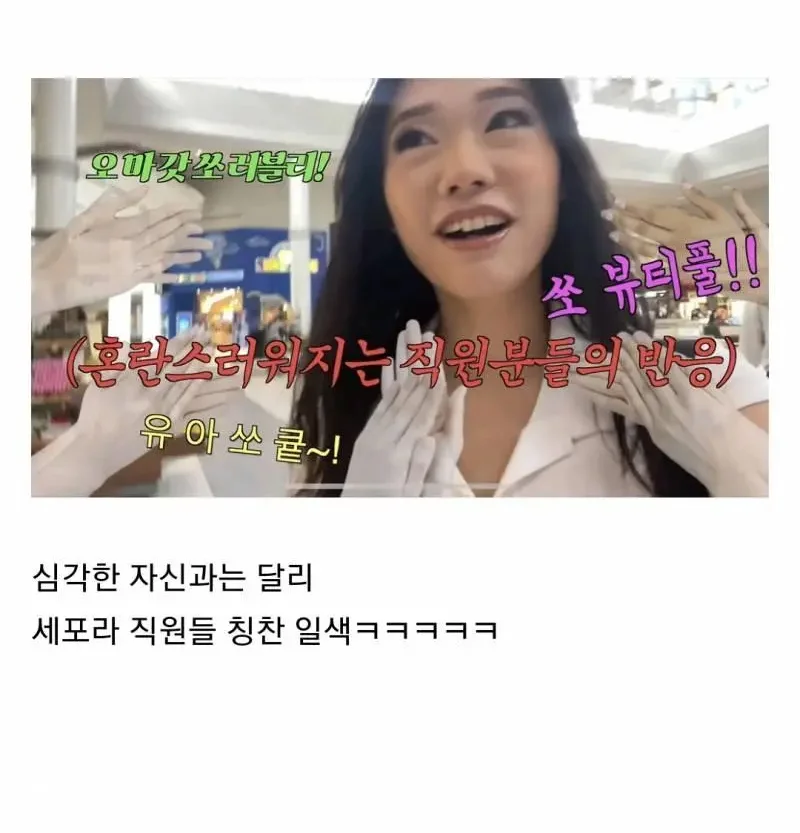 오마갓 쏘 러블리!
쏘 뷰티풀!!
(혼란스러워지는 직원분들의 반응)
유 아 쏘 큩~!
심각한 자신과는 달리
세포라 직원들 칭찬 일색ㅋㅋㅋㅋㅋ